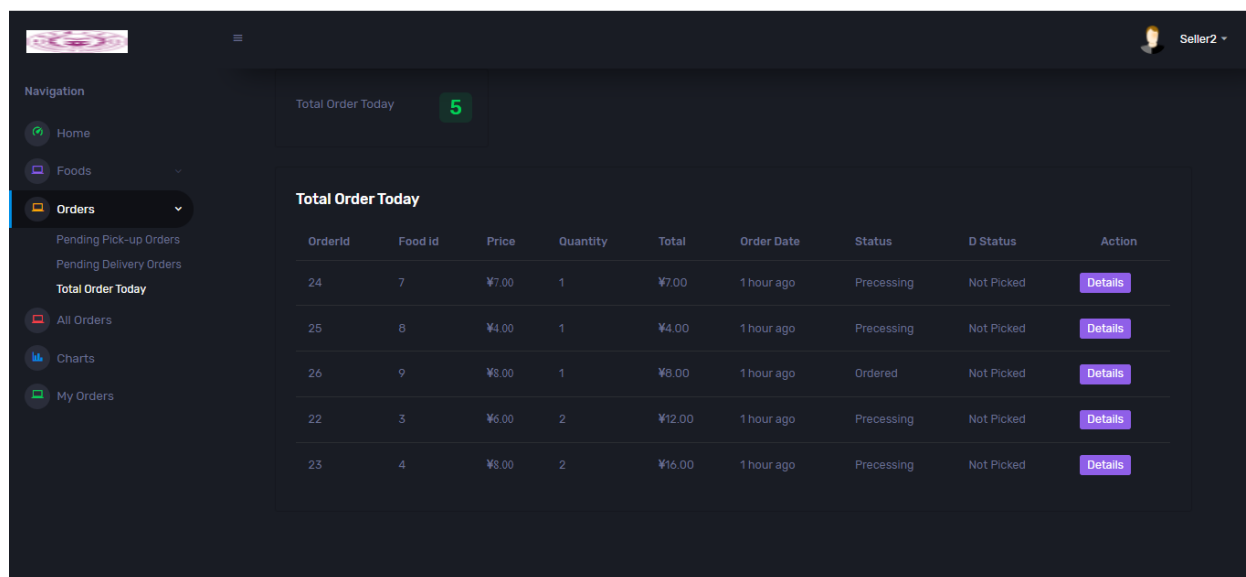 Seller2
Navigation
Home
Foods
Orders
Pending Pick-up Orders
Pending Delivery Orders
Total Order Today
All Orders
Charts
My Orders
Total Order Today 5
Total Order Today
OrderId Food id Price Quantity Total Order Date Status D Status Action
24 7 ¥7.00 1 ¥7.00 1 hour ago Precessing Not Picked Details
25 8 ¥4.00 1 ¥4.00 1 hour ago Precessing Not Picked Details
26 9 ¥8.00 1 ¥8.00 1 hour ago Ordered Not Picked Details
22 3 ¥6.00 2 ¥12.00 1 hour ago Precessing Not Picked Details
23 4 ¥8.00 2 ¥16.00 1 hour ago Precessing Not Picked Details